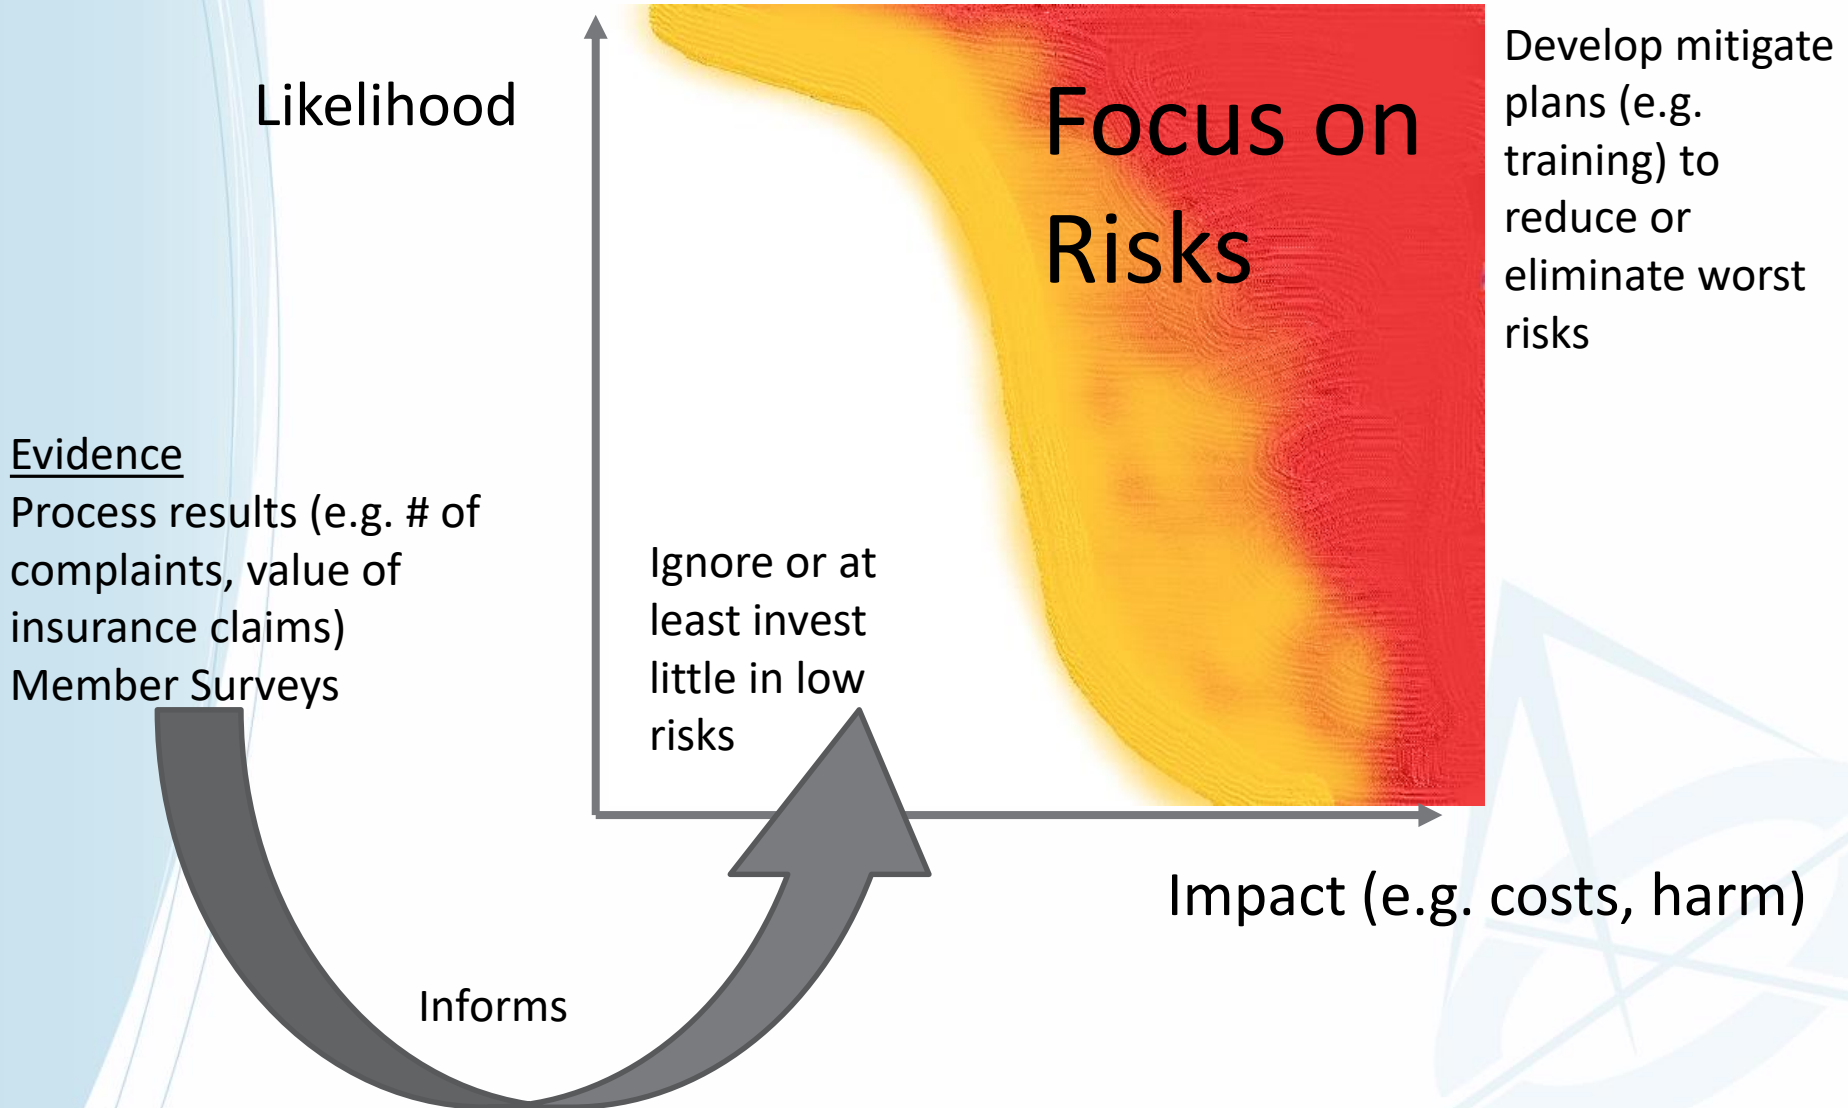 Likelihood
Focus on
Risks
Develop mitigate
plans (e.g.
training) to
reduce or
eliminate worst
risks
Evidence
Process results (e.g. # of
complaints, value of
insurance claims)
Member Surveys
Ignore or at
least invest
little in low
risks
Impact (e.g. costs, harm)
Informs